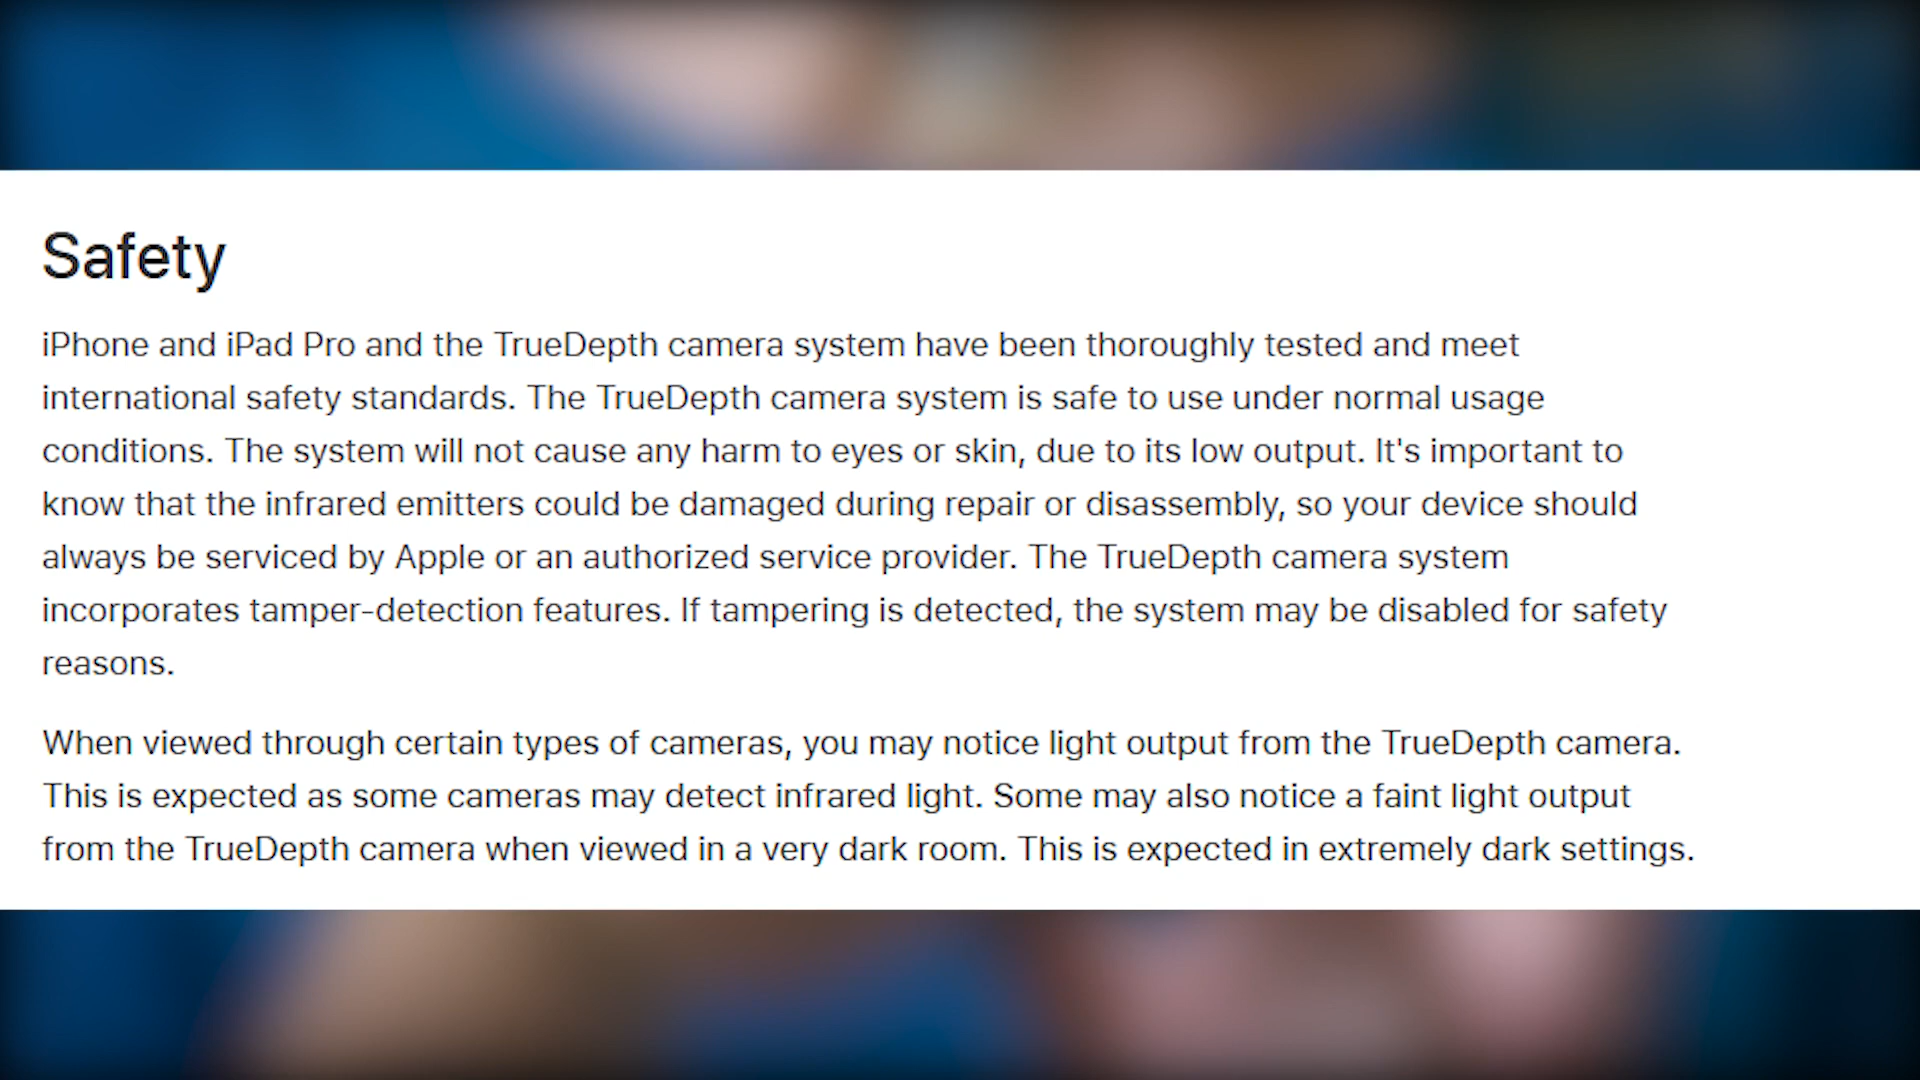 Safety
iPhone and iPad Pro and the TrueDepth camera system have been thoroughly tested and meet
international safety standards. The TrueDepth camera system is safe to use under normal usage
conditions. The system will not cause any harm to eyes or skin, due to its low output. It's important to
know that the infrared emitters could be damaged during repair or disassembly, so your device should
always be serviced by Apple or an authorized service provider. The TrueDepth camera system
incorporates tamper-detection features. If tampering is detected, the system may be disabled for safety
reasons.
When viewed through certain types of cameras, you may notice light output from the TrueDepth camera.
This is expected as some cameras may detect infrared light. Some may also notice a faint light output
from the TrueDepth camera when viewed in a very dark room. This is expected in extremely dark settings.